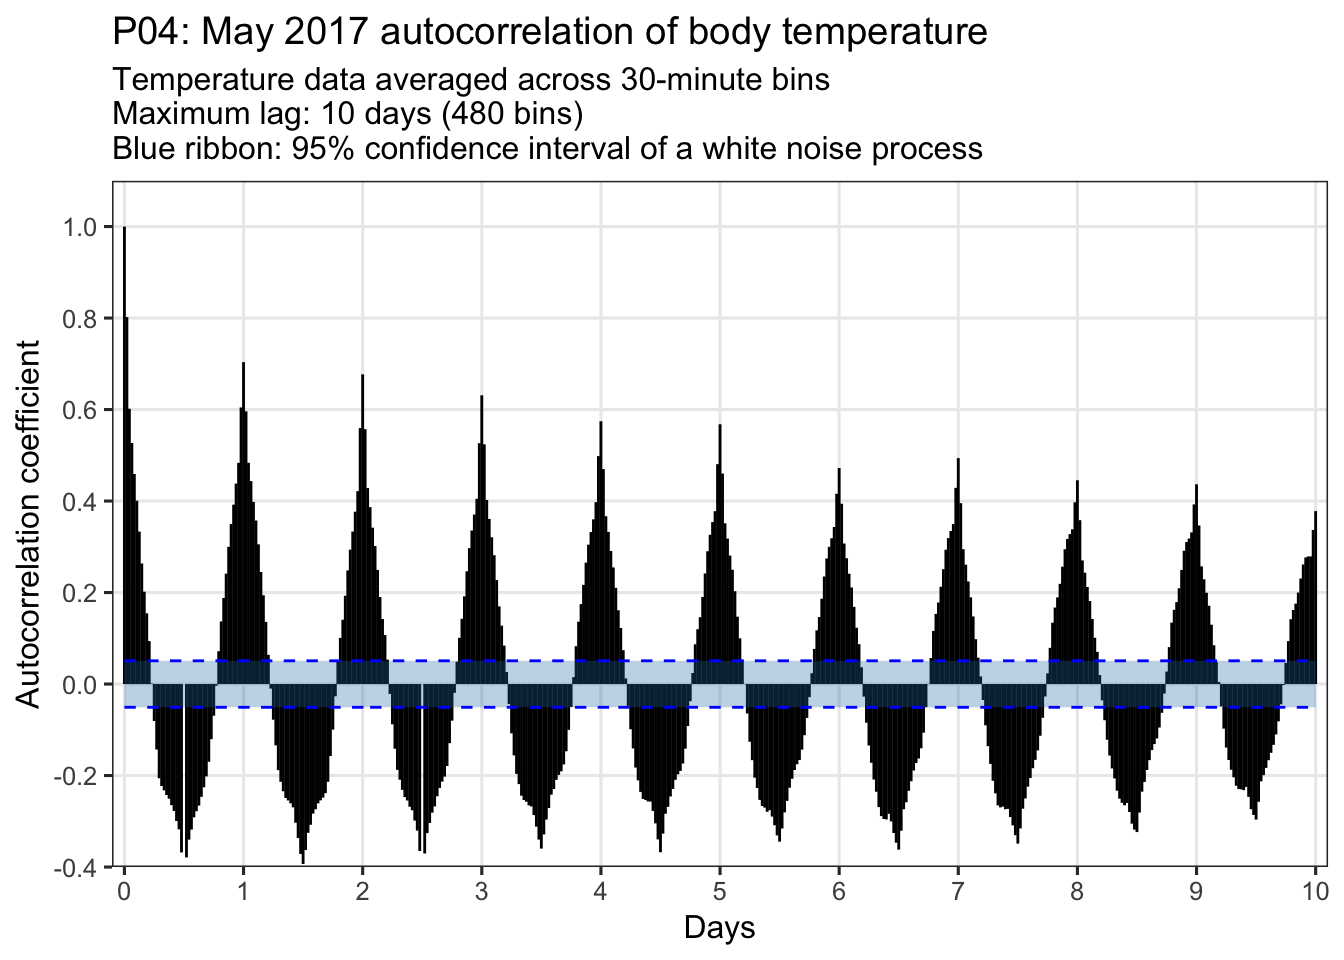 P04: May 2017 autocorrelation of body temperature
Temperature data averaged across 30-minute bins
Maximum lag: 10 days (480 bins)
Blue ribbon: 95% confidence interval of a white noise process
Autocorrelation coefficient
1.0
0.8
0.6
0.4
0.2
0.0
-0.2
-0.4
0 1 2 3 4 5 6 7 8 9 10
Days